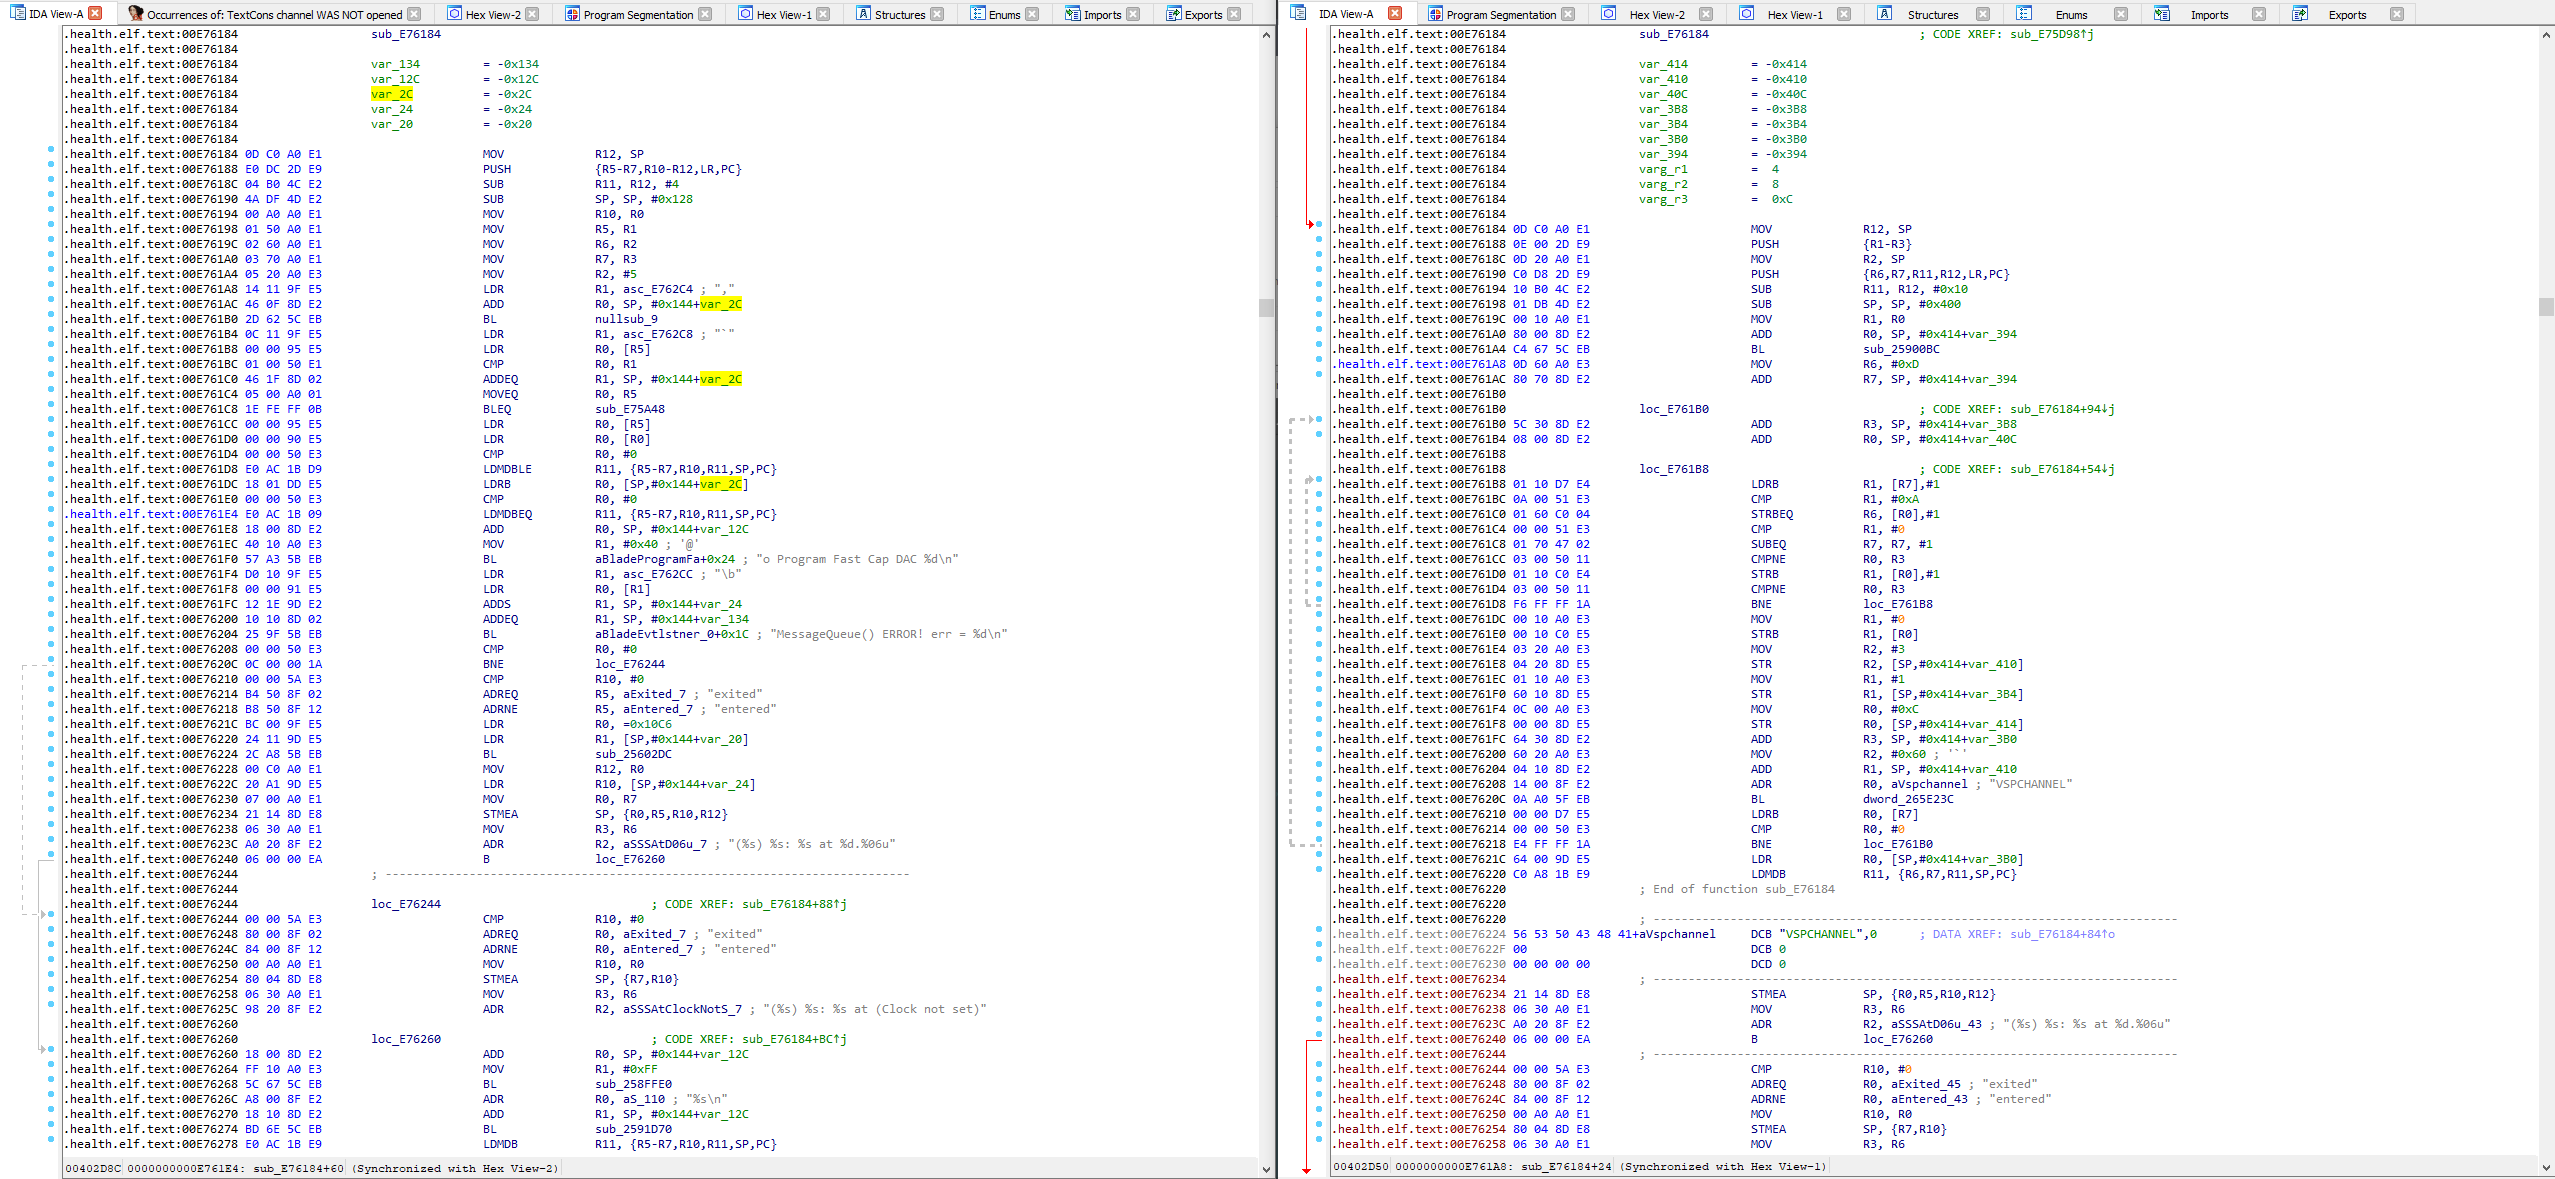 IDA View-A Occurrences of: TextCons channel WAS NOT opened Hex View-2 Program Segmentation Hex View-1 Structures Enums Imports Exports
.health.elf.text:00E76184 sub_E76184
.health.elf.text:00E76184
.health.elf.text:00E76184 var_134 = -0x134
.health.elf.text:00E76184 var_12C = -0x12C
.health.elf.text:00E76184 var_2C = -0x2C
.health.elf.text:00E76184 var_24 = -0x24
.health.elf.text:00E76184 var_20 = -0x20
.health.elf.text:00E76184
.health.elf.text:00E76184 0D C0 A0 E1 MOV R12, SP
.health.elf.text:00E76188 E0 DC 2D E9 PUSH {R5-R7,R10-R12,LR,PC}
.health.elf.text:00E7618C 04 B0 4C E2 SUB R11, R12, #4
.health.elf.text:00E76190 4A DF 4D E2 SUB SP, SP, #0x128
.health.elf.text:00E76194 00 A0 A0 E1 MOV R10, R0
.health.elf.text:00E76198 01 50 A0 E1 MOV R5, R1
.health.elf.text:00E7619C 02 60 A0 E1 MOV R6, R2
.health.elf.text:00E761A0 03 70 A0 E1 MOV R7, R3
.health.elf.text:00E761A4 05 20 A0 E3 MOV R2, #5
.health.elf.text:00E761A8 14 11 9F E5 LDR R1, asc_E762C4 ; ","
.health.elf.text:00E761AC 46 0F 8D E2 ADD R0, SP, #0x144+var_2C
.health.elf.text:00E761B0 2D 62 5C EB BL nullsub_9
.health.elf.text:00E761B4 0C 11 9F E5 LDR R1, asc_E762C8 ; "`"
.health.elf.text:00E761B8 00 00 95 E5 LDR R0, [R5]
.health.elf.text:00E761BC 01 00 50 E1 CMP R0, R1
.health.elf.text:00E761C0 46 1F 8D 02 ADDEQ R1, SP, #0x144+var_2C
.health.elf.text:00E761C4 05 00 A0 01 MOVEQ R0, R5
.health.elf.text:00E761C8 1E FE FF 0B BLEQ sub_E75A48
.health.elf.text:00E761CC 00 00 95 E5 LDR R0, [R5]
.health.elf.text:00E761D0 00 00 90 E5 LDR R0, [R0]
.health.elf.text:00E761D4 00 00 50 E3 CMP R0, #0
.health.elf.text:00E761D8 E0 AC 1B D9 LDMDBLE R11, {R5-R7,R10,R11,SP,PC}
.health.elf.text:00E761DC 18 01 DD E5 LDRB R0, [SP,#0x144+var_2C]
.health.elf.text:00E761E0 00 00 50 E3 CMP R0, #0
.health.elf.text:00E761E4 E0 AC 1B 09 LDMDBEQ R11, {R5-R7,R10,R11,SP,PC}
.health.elf.text:00E761E8 18 00 8D E2 ADD R0, SP, #0x144+var_12C
.health.elf.text:00E761EC 40 10 A0 E3 MOV R1, #0x40 ; '@'
.health.elf.text:00E761F0 57 A3 5B EB BL aBladeProgramFa+0x24 ; "o Program Fast Cap DAC %d\n"
.health.elf.text:00E761F4 D0 10 9F E5 LDR R1, asc_E762CC ; "\b"
.health.elf.text:00E761F8 00 00 91 E5 LDR R0, [R1]
.health.elf.text:00E761FC 12 1E 9D E2 ADDS R1, SP, #0x144+var_24
.health.elf.text:00E76200 10 10 8D 02 ADDEQ R1, SP, #0x144+var_134
.health.elf.text:00E76204 25 9F 5B EB BL aBladeEvtlstner_0+0x1C ; "MessageQueue() ERROR! err = %d\n"
.health.elf.text:00E76208 00 00 50 E3 CMP R0, #0
.health.elf.text:00E7620C 0C 00 00 1A BNE loc_E76244
.health.elf.text:00E76210 00 00 5A E3 CMP R10, #0
.health.elf.text:00E76214 B4 50 8F 02 ADREQ R5, aExited_7 ; "exited"
.health.elf.text:00E76218 B8 50 8F 12 ADRNE R5, aEntered_7 ; "entered"
.health.elf.text:00E7621C BC 00 9F E5 LDR R0, =0x10C6
.health.elf.text:00E76220 24 11 9D E5 LDR R1, [SP,#0x144+var_20]
.health.elf.text:00E76224 2C A8 5B EB BL sub_25602DC
.health.elf.text:00E76228 00 C0 A0 E1 MOV R12, R0
.health.elf.text:00E7622C 20 A1 9D E5 LDR R10, [SP,#0x144+var_24]
.health.elf.text:00E76230 07 00 A0 E1 MOV R0, R7
.health.elf.text:00E76234 21 14 8D E8 STMEA SP, {R0,R5,R10,R12}
.health.elf.text:00E76238 06 30 A0 E1 MOV R3, R6
.health.elf.text:00E7623C A0 20 8F E2 ADR R2, aSSSAtD06u_7 ; "(%s) %s: %s at %d.%06u"
.health.elf.text:00E76240 06 00 00 EA B loc_E76260
.health.elf.text:00E76244 ; ---------------------------------------------------------------------------
.health.elf.text:00E76244
.health.elf.text:00E76244 loc_E76244 ; CODE XREF: sub_E76184+88↑j
.health.elf.text:00E76244 00 00 5A E3 CMP R10, #0
.health.elf.text:00E76248 80 00 8F 02 ADREQ R0, aExited_7 ; "exited"
.health.elf.text:00E7624C 84 00 8F 12 ADRNE R0, aEntered_7 ; "entered"
.health.elf.text:00E76250 00 A0 A0 E1 MOV R10, R0
.health.elf.text:00E76254 80 04 8D E8 STMEA SP, {R7,R10}
.health.elf.text:00E76258 06 30 A0 E1 MOV R3, R6
.health.elf.text:00E7625C 98 20 8F E2 ADR R2, aSSSAtClockNotS_7 ; "(%s) %s: %s at (Clock not set)"
.health.elf.text:00E76260
.health.elf.text:00E76260 loc_E76260 ; CODE XREF: sub_E76184+BC↑j
.health.elf.text:00E76260 18 00 8D E2 ADD R0, SP, #0x144+var_12C
.health.elf.text:00E76264 FF 10 A0 E3 MOV R1, #0xFF
.health.elf.text:00E76268 5C 67 5C EB BL sub_258FFE0
.health.elf.text:00E7626C A8 00 8F E2 ADR R0, aS_110 ; "%s\n"
.health.elf.text:00E76270 18 10 8D E2 ADD R1, SP, #0x144+var_12C
.health.elf.text:00E76274 BD 6E 5C EB BL sub_2591D70
.health.elf.text:00E76278 E0 AC 1B E9 LDMDB R11, {R5-R7,R10,R11,SP,PC}
00402D8C 0000000000E761E4: sub_E76184+60 (Synchronized with Hex View-2)
IDA View-A Program Segmentation Hex View-2 Hex View-1 Structures Enums Imports Exports
.health.elf.text:00E76184 sub_E76184 ; CODE XREF: sub_E75D98↑j
.health.elf.text:00E76184
.health.elf.text:00E76184 var_414 = -0x414
.health.elf.text:00E76184 var_410 = -0x410
.health.elf.text:00E76184 var_40C = -0x40C
.health.elf.text:00E76184 var_3B8 = -0x3B8
.health.elf.text:00E76184 var_3B4 = -0x3B4
.health.elf.text:00E76184 var_3B0 = -0x3B0
.health.elf.text:00E76184 var_394 = -0x394
.health.elf.text:00E76184 varg_r1 = 4
.health.elf.text:00E76184 varg_r2 = 8
.health.elf.text:00E76184 varg_r3 = 0xC
.health.elf.text:00E76184
.health.elf.text:00E76184 0D C0 A0 E1 MOV R12, SP
.health.elf.text:00E76188 0E 00 2D E9 PUSH {R1-R3}
.health.elf.text:00E7618C 0D 20 A0 E1 MOV R2, SP
.health.elf.text:00E76190 C0 D8 2D E9 PUSH {R6,R7,R11,R12,LR,PC}
.health.elf.text:00E76194 10 B0 4C E2 SUB R11, R12, #0x10
.health.elf.text:00E76198 01 DB 4D E2 SUB SP, SP, #0x400
.health.elf.text:00E7619C 00 10 A0 E1 MOV R1, R0
.health.elf.text:00E761A0 80 00 8D E2 ADD R0, SP, #0x414+var_394
.health.elf.text:00E761A4 C4 67 5C EB BL sub_25900BC
.health.elf.text:00E761A8 0D 60 A0 E3 MOV R6, #0xD
.health.elf.text:00E761AC 80 70 8D E2 ADD R7, SP, #0x414+var_394
.health.elf.text:00E761B0
.health.elf.text:00E761B0 loc_E761B0 ; CODE XREF: sub_E76184+94↓j
.health.elf.text:00E761B0 5C 30 8D E2 ADD R3, SP, #0x414+var_3B8
.health.elf.text:00E761B4 08 00 8D E2 ADD R0, SP, #0x414+var_40C
.health.elf.text:00E761B8
.health.elf.text:00E761B8 loc_E761B8 ; CODE XREF: sub_E76184+54↓j
.health.elf.text:00E761B8 01 10 D7 E4 LDRB R1, [R7],#1
.health.elf.text:00E761BC 0A 00 51 E3 CMP R1, #0xA
.health.elf.text:00E761C0 01 60 C0 04 STRBEQ R6, [R0],#1
.health.elf.text:00E761C4 00 00 51 E3 CMP R1, #0
.health.elf.text:00E761C8 01 70 47 02 SUBEQ R7, R7, #1
.health.elf.text:00E761CC 03 00 50 11 CMPNE R0, R3
.health.elf.text:00E761D0 01 10 C0 E4 STRB R1, [R0],#1
.health.elf.text:00E761D4 03 00 50 11 CMPNE R0, R3
.health.elf.text:00E761D8 F6 FF FF 1A BNE loc_E761B8
.health.elf.text:00E761DC 00 10 A0 E3 MOV R1, #0
.health.elf.text:00E761E0 00 10 C0 E5 STRB R1, [R0]
.health.elf.text:00E761E4 03 20 A0 E3 MOV R2, #3
.health.elf.text:00E761E8 04 20 8D E5 STR R2, [SP,#0x414+var_410]
.health.elf.text:00E761EC 01 10 A0 E3 MOV R1, #1
.health.elf.text:00E761F0 60 10 8D E5 STR R1, [SP,#0x414+var_3B4]
.health.elf.text:00E761F4 0C 00 A0 E3 MOV R0, #0xC
.health.elf.text:00E761F8 00 00 8D E5 STR R0, [SP,#0x414+var_414]
.health.elf.text:00E761FC 64 30 8D E2 ADD R3, SP, #0x414+var_3B0
.health.elf.text:00E76200 60 20 A0 E3 MOV R2, #0x60 ; '`'
.health.elf.text:00E76204 04 10 8D E2 ADD R1, SP, #0x414+var_410
.health.elf.text:00E76208 14 00 8F E2 ADR R0, aVspchannel ; "VSPCHANNEL"
.health.elf.text:00E7620C 0A A0 5F EB BL dword_265E23C
.health.elf.text:00E76210 00 00 D7 E5 LDRB R0, [R7]
.health.elf.text:00E76214 00 00 50 E3 CMP R0, #0
.health.elf.text:00E76218 E4 FF FF 1A BNE loc_E761B0
.health.elf.text:00E7621C 64 00 9D E5 LDR R0, [SP,#0x414+var_3B0]
.health.elf.text:00E76220 C0 A8 1B E9 LDMDB R11, {R6,R7,R11,SP,PC}
.health.elf.text:00E76220 ; End of function sub_E76184
.health.elf.text:00E76220
.health.elf.text:00E76220 ; ---------------------------------------------------------------------------
.health.elf.text:00E76224 56 53 50 43 48 41+aVspchannel DCB "VSPCHANNEL",0 ; DATA XREF: sub_E76184+84↑o
.health.elf.text:00E7622F 00 DCB 0
.health.elf.text:00E76230 00 00 00 00 DCD 0
.health.elf.text:00E76234 ; ---------------------------------------------------------------------------
.health.elf.text:00E76234 21 14 8D E8 STMEA SP, {R0,R5,R10,R12}
.health.elf.text:00E76238 06 30 A0 E1 MOV R3, R6
.health.elf.text:00E7623C A0 20 8F E2 ADR R2, aSSSAtD06u_43 ; "(%s) %s: %s at %d.%06u"
.health.elf.text:00E76240 06 00 00 EA B loc_E76260
.health.elf.text:00E76244 ; ---------------------------------------------------------------------------
.health.elf.text:00E76244 00 00 5A E3 CMP R10, #0
.health.elf.text:00E76248 80 00 8F 02 ADREQ R0, aExited_45 ; "exited"
.health.elf.text:00E7624C 84 00 8F 12 ADRNE R0, aEntered_43 ; "entered"
.health.elf.text:00E76250 00 A0 A0 E1 MOV R10, R0
.health.elf.text:00E76254 80 04 8D E8 STMEA SP, {R7,R10}
.health.elf.text:00E76258 06 30 A0 E1 MOV R3, R6
00402D50 0000000000E761A8: sub_E76184+24 (Synchronized with Hex View-1)